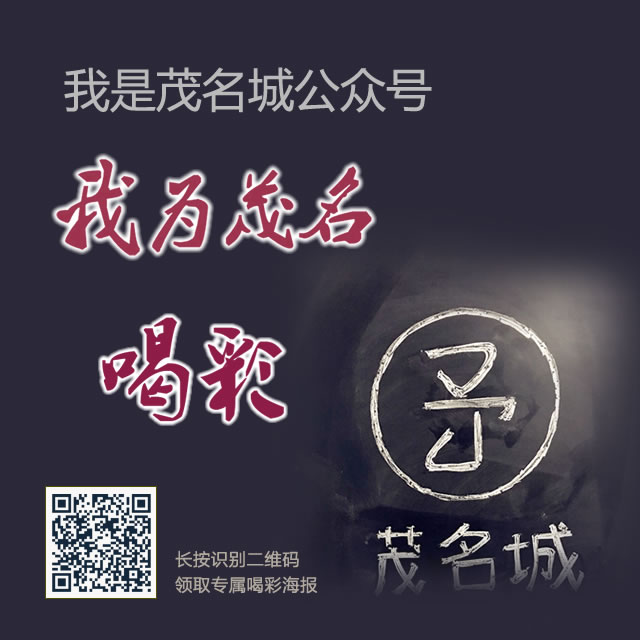 我是茂名城公众号
我为茂名
喝彩
茂名城
长按识别二维码
领取专属喝彩海报